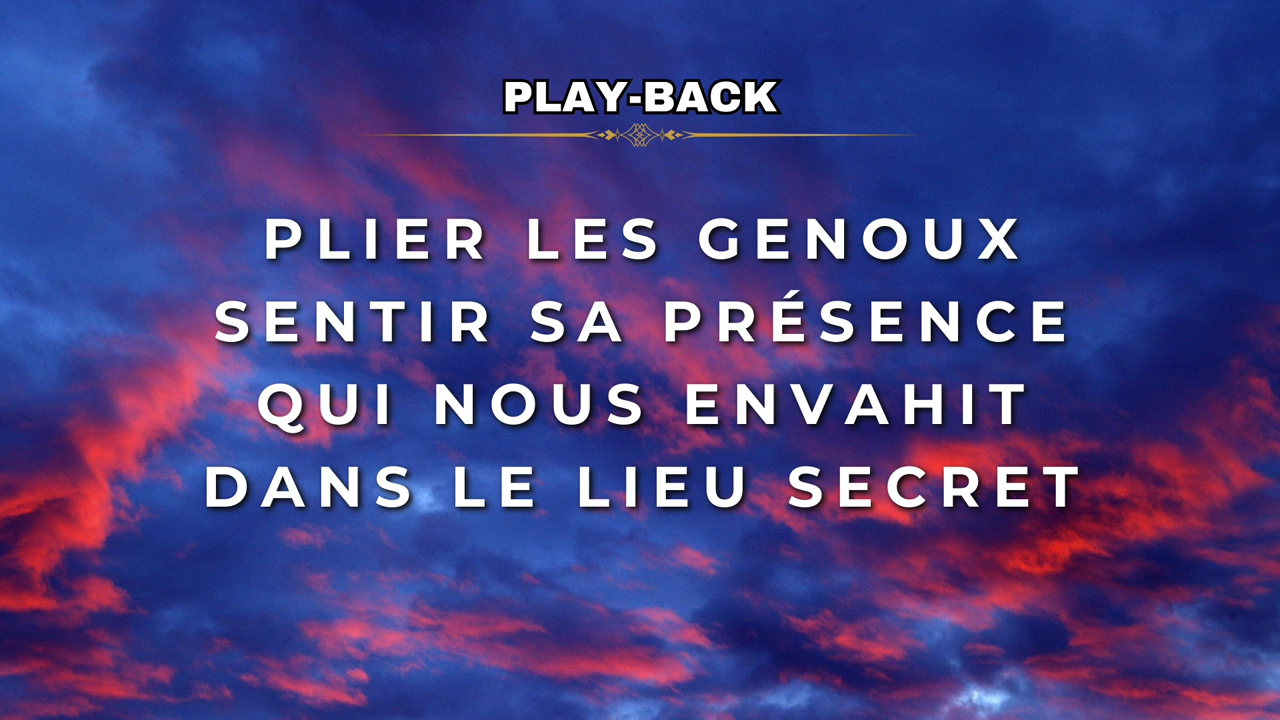 PLAY-BACK
PLIER LES GENOUX
SENTIR SA PRÉSENCE
QUI NOUS ENVAHIT
DANS LE LIEU SECRET